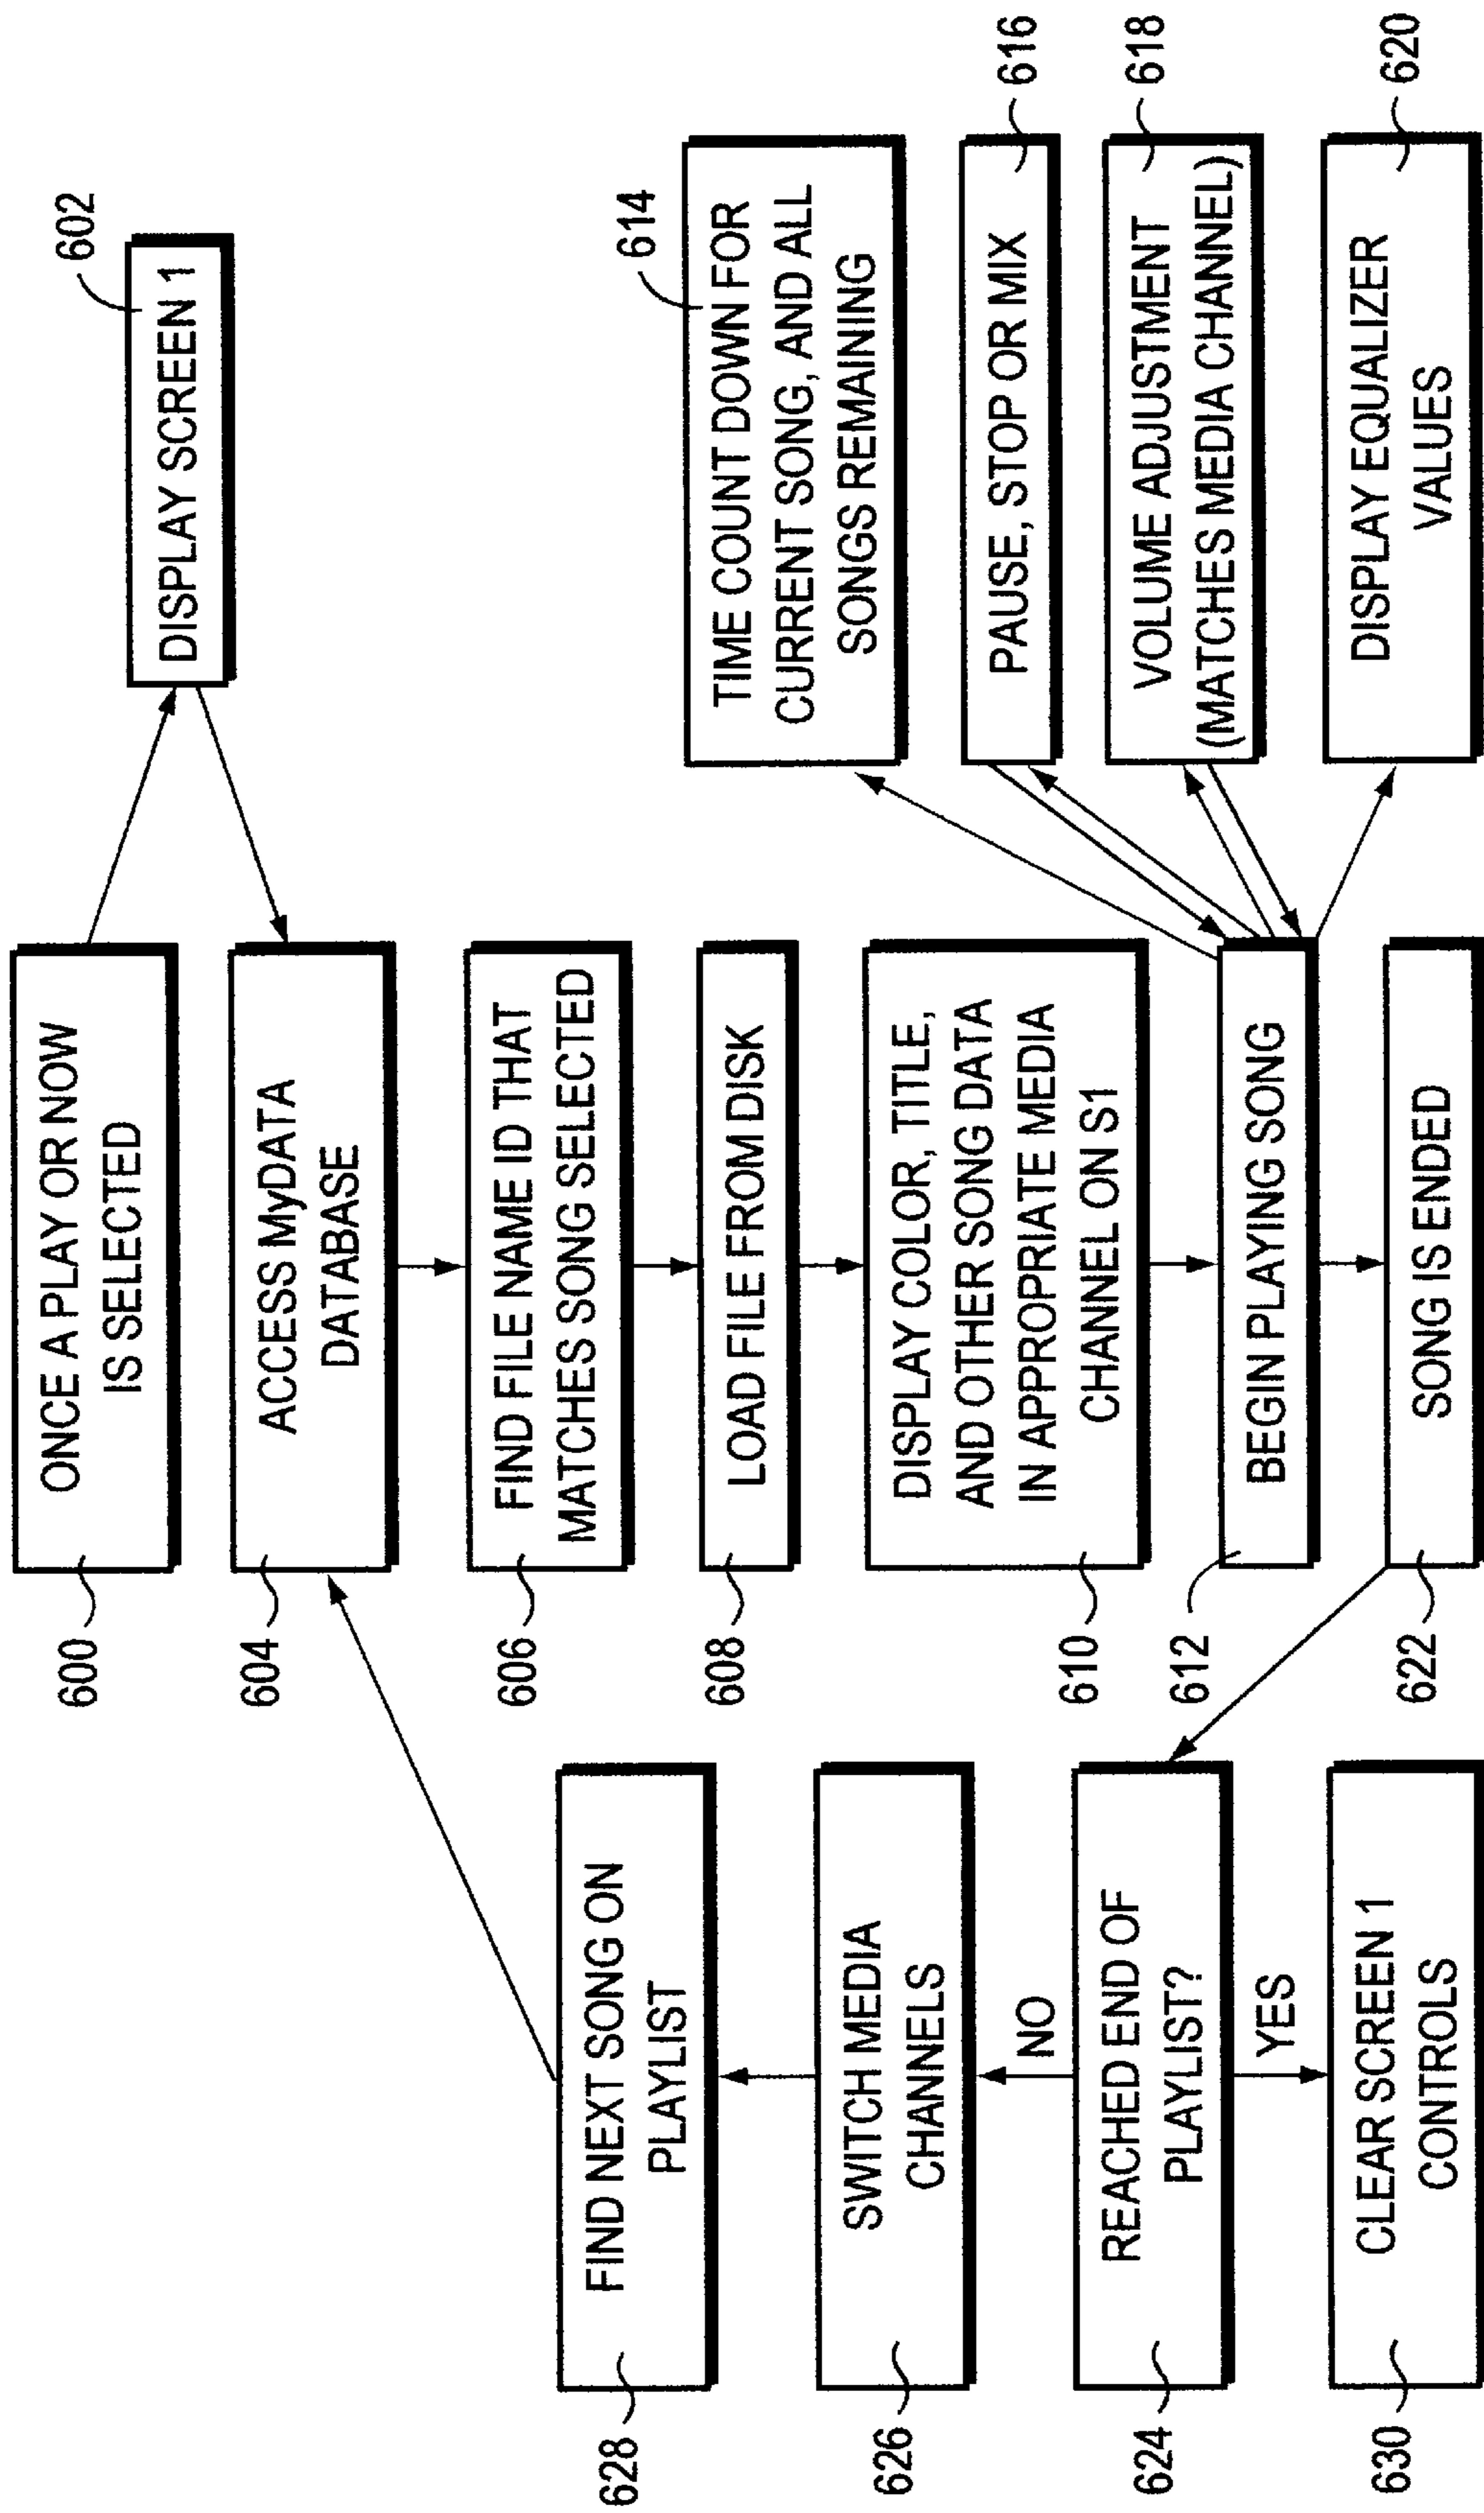 600
ONCE A PLAY OR NOW
IS SELECTED
602
DISPLAY SCREEN 1
604
ACCESS MyDATA
DATABASE
606
FIND FILE NAME ID THAT
MATCHES SONG SELECTED
608
LOAD FILE FROM DISK
610
DISPLAY COLOR, TITLE,
AND OTHER SONG DATA
IN APPROPRIATE MEDIA
CHANNEL ON S1
612
BEGIN PLAYING SONG
614
TIME COUNT DOWN FOR
CURRENT SONG, AND ALL
SONGS REMAINING
616
PAUSE, STOP OR MIX
618
VOLUME ADJUSTMENT
(MATCHES MEDIA CHANNEL)
620
DISPLAY EQUALIZER
VALUES
622
SONG IS ENDED
624
REACHED END OF
PLAYLIST?
NO
626
SWITCH MEDIA
CHANNELS
628
FIND NEXT SONG ON
PLAYLIST
YES
630
CLEAR SCREEN 1
CONTROLS